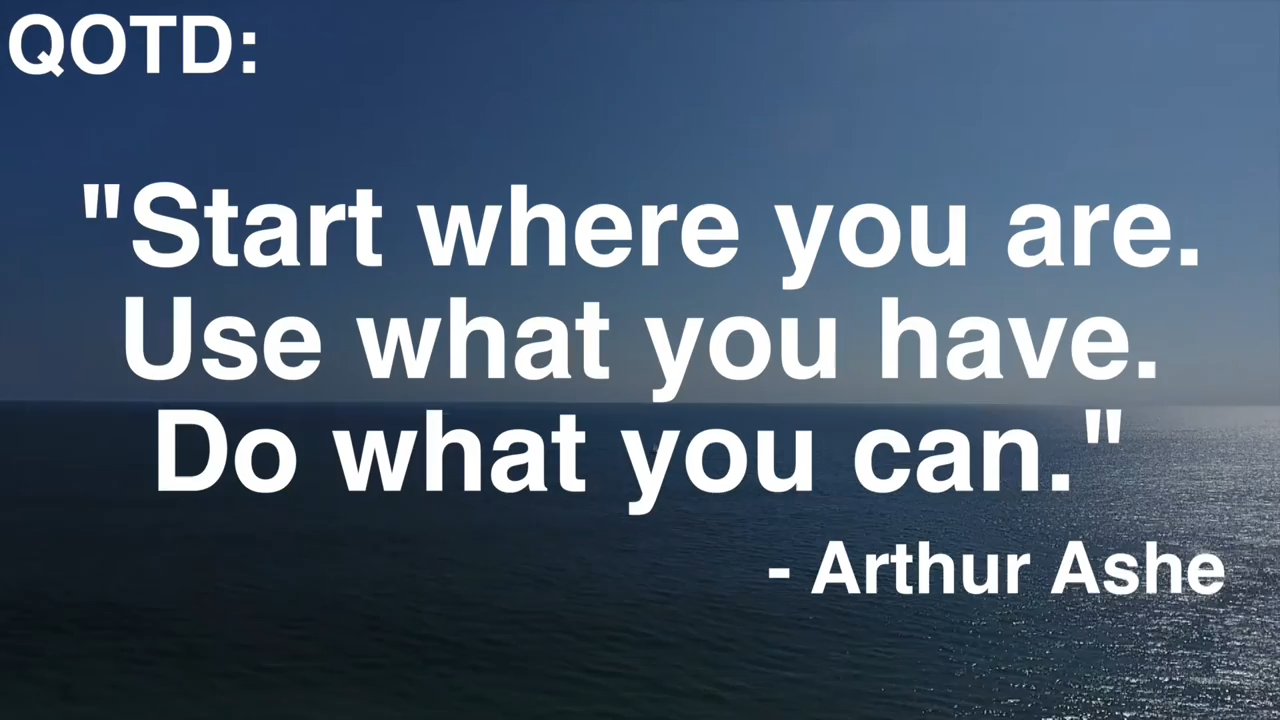 QOTD:
"Start where you are.
Use what you have.
Do what you can."
- Arthur Ashe